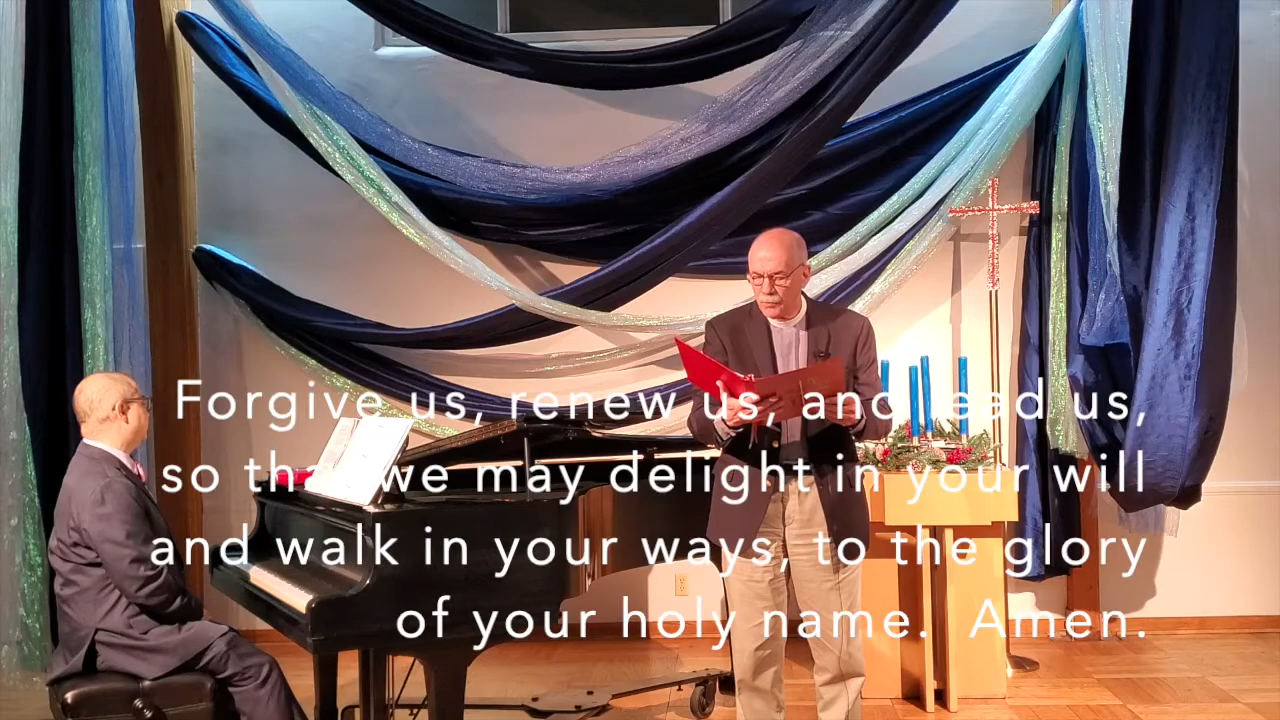 Forgive us, renew us, and lead us,
so that we may delight in your will
and walk in your ways, to the glory
of your holy name. Amen.